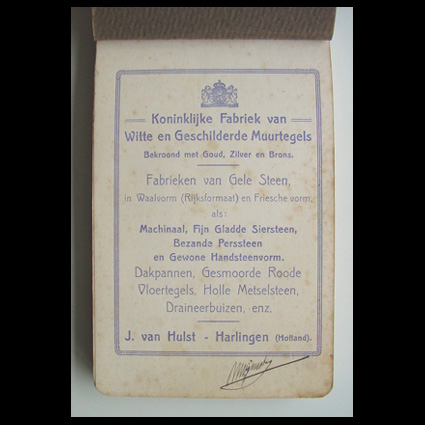 Koninklijke Fabriek van
Witte en Geschilderde Muurtegels
Bekroond met Goud, Zilver en Brons.
Fabrieken van Gele Steen,
in Waalvorm (Rijksformaat) en Friesche vorm,
als:
Machinaal, Fijn Gladde Siersteen,
Bezande Perssteen
en Gewone Handsteenvorm.
Dakpannen, Gesmoorde Roode
Vloertegels, Holle Metselsteen,
Draineerbuizen, enz.
J. van Hulst - Harlingen (Holland).